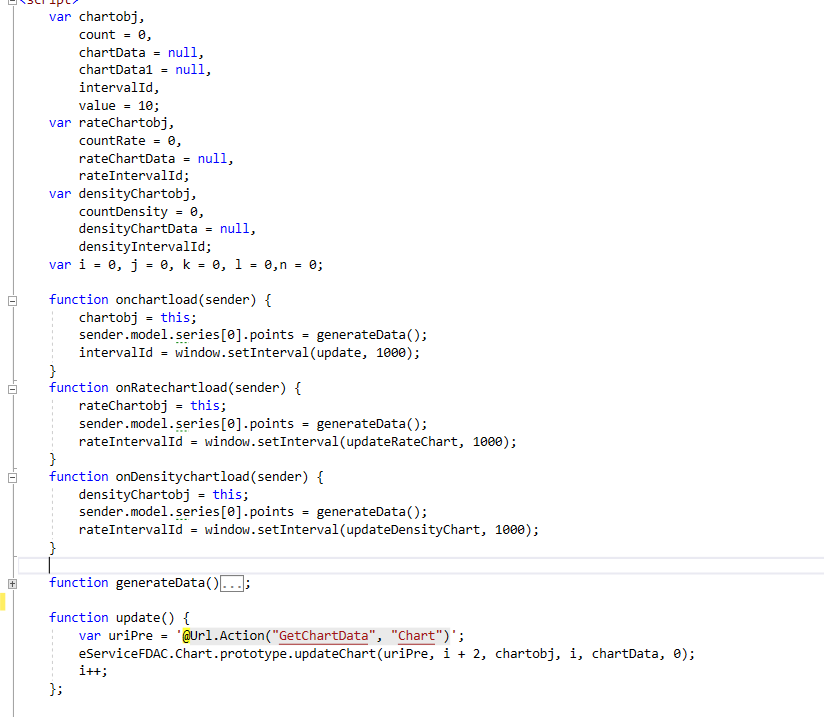 <script>
var chartobj,
count = 0,
chartData = null,
chartData1 = null,
intervalId,
value = 10;
var rateChartobj,
countRate = 0,
rateChartData = null,
rateIntervalId;
var densityChartobj,
countDensity = 0,
densityChartData = null,
densityIntervalId;
var i = 0, j = 0, k = 0, l = 0,n = 0;
function onchartload(sender) {
chartobj = this;
sender.model.series[0].points = generateData();
intervalId = window.setInterval(update, 1000);
}
function onRatechartload(sender) {
rateChartobj = this;
sender.model.series[0].points = generateData();
rateIntervalId = window.setInterval(updateRateChart, 1000);
}
function onDensitychartload(sender) {
densityChartobj = this;
sender.model.series[0].points = generateData();
rateIntervalId = window.setInterval(updateDensityChart, 1000);
}
function generateData()...;
function update() {
var uriPre = '@Url.Action("GetChartData", "Chart")';
eServiceFDAC.Chart.prototype.updateChart(uriPre, i + 2, chartobj, i, chartData, 0);
i++;
};